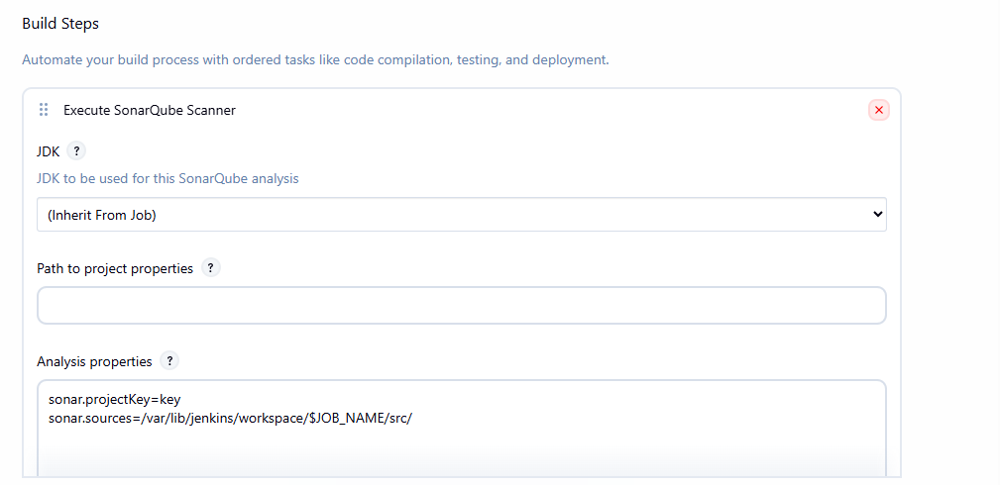 Build Steps
Automate your build process with ordered tasks like code compilation, testing, and deployment.
Execute SonarQube Scanner
JDK ?
JDK to be used for this SonarQube analysis
(Inherit From Job)
Path to project properties ?
Analysis properties ?
sonar.projectKey=key
sonar.sources=/var/lib/jenkins/workspace/$JOB_NAME/src/